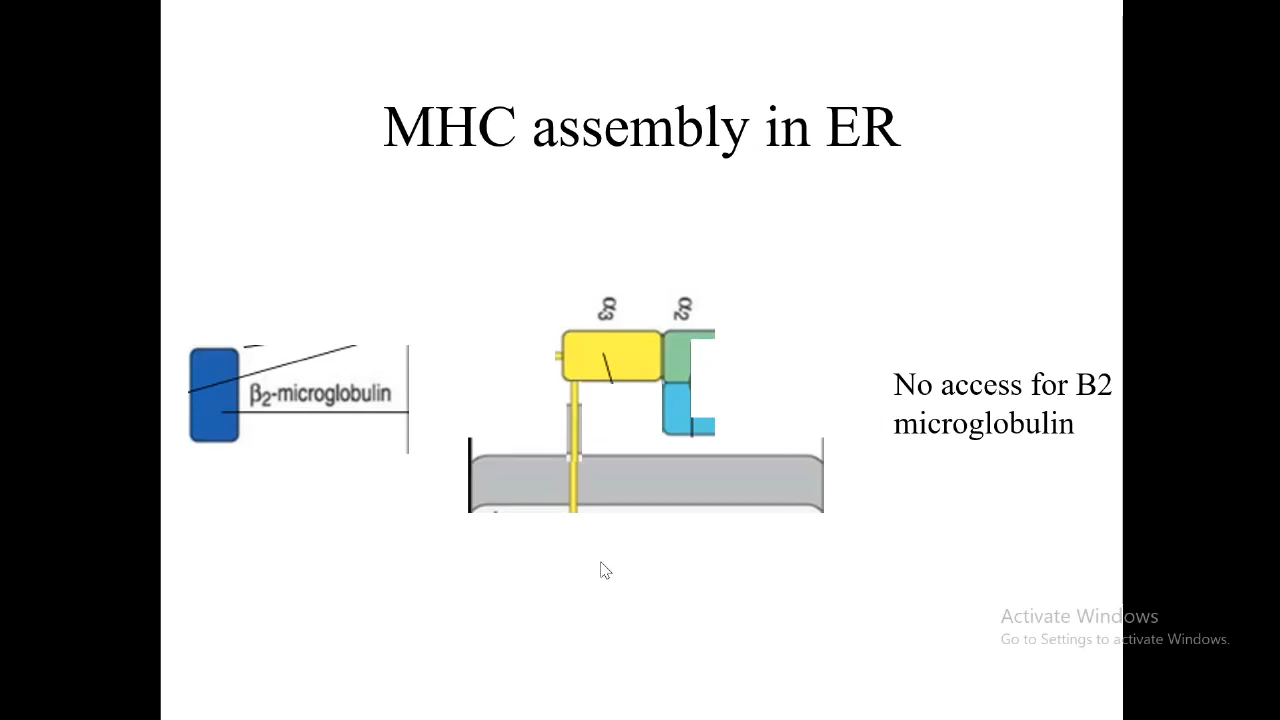 MHC assembly in ER
α3
α2
β2-microglobulin
No access for B2
microglobulin
Activate Windows
Go to Settings to activate Windows.